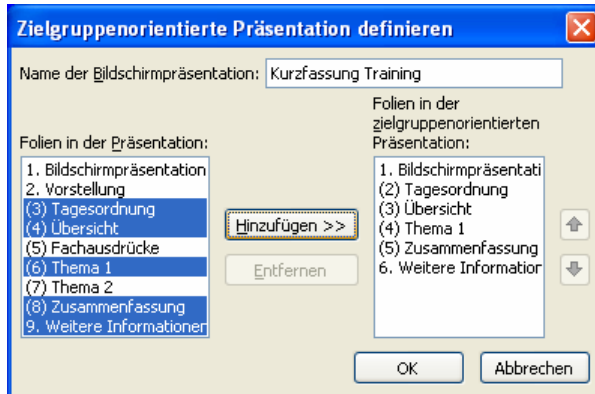 Zielgruppenorientierte Präsentation definieren
Name der Bildschirmpräsentation: Kurzfassung Training
Folien in der Präsentation:
1. Bildschirmpräsentation
2. Vorstellung
(3) Tagesordnung
(4) Übersicht
(5) Fachausdrücke
(6) Thema 1
(7) Thema 2
(8) Zusammenfassung
9. Weitere Informationen
Hinzufügen >>
Entfernen
Folien in der
zielgruppenorientierten
Präsentation:
1. Bildschirmpräsentati
(2) Tagesordnung
(3) Übersicht
(4) Thema 1
(5) Zusammenfassung
6. Weitere Information
OK
Abbrechen